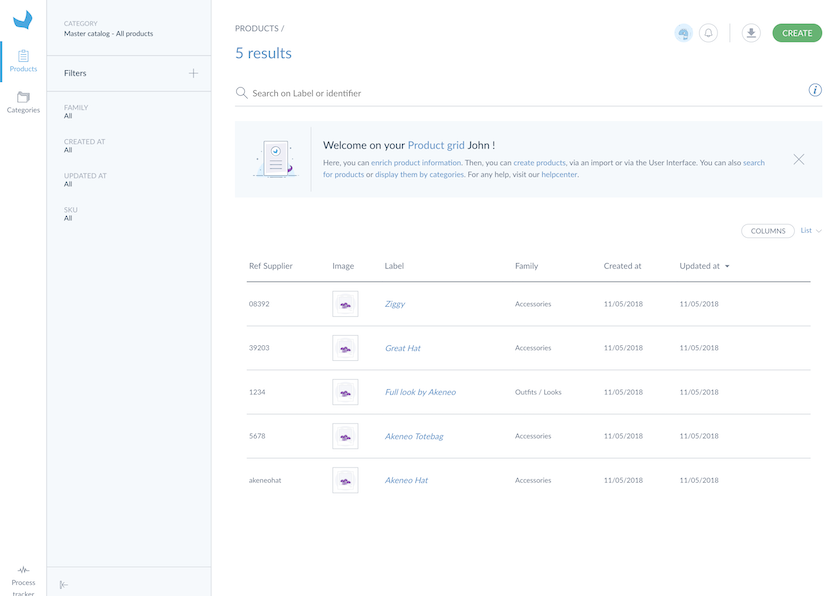 Products
Categories
Process
tracker
CATEGORY
Master catalog - All products
Filters
FAMILY
All
CREATED AT
All
UPDATED AT
All
SKU
All
PRODUCTS /
CREATE
5 results
Search on Label or identifier
i
Welcome on your Product grid John !
Here, you can enrich product information. Then, you can create products, via an import or via the User Interface. You can also search
for products or display them by categories. For any help, visit our helpcenter.
COLUMNS List
Ref Supplier Image Label Family Created at Updated at
08392 Ziggy Accessories 11/05/2018 11/05/2018
39203 Great Hat Accessories 11/05/2018 11/05/2018
1234 Full look by Akeneo Outfits / Looks 11/05/2018 11/05/2018
5678 Akeneo Totebag Accessories 11/05/2018 11/05/2018
akeneohat Akeneo Hat Accessories 11/05/2018 11/05/2018